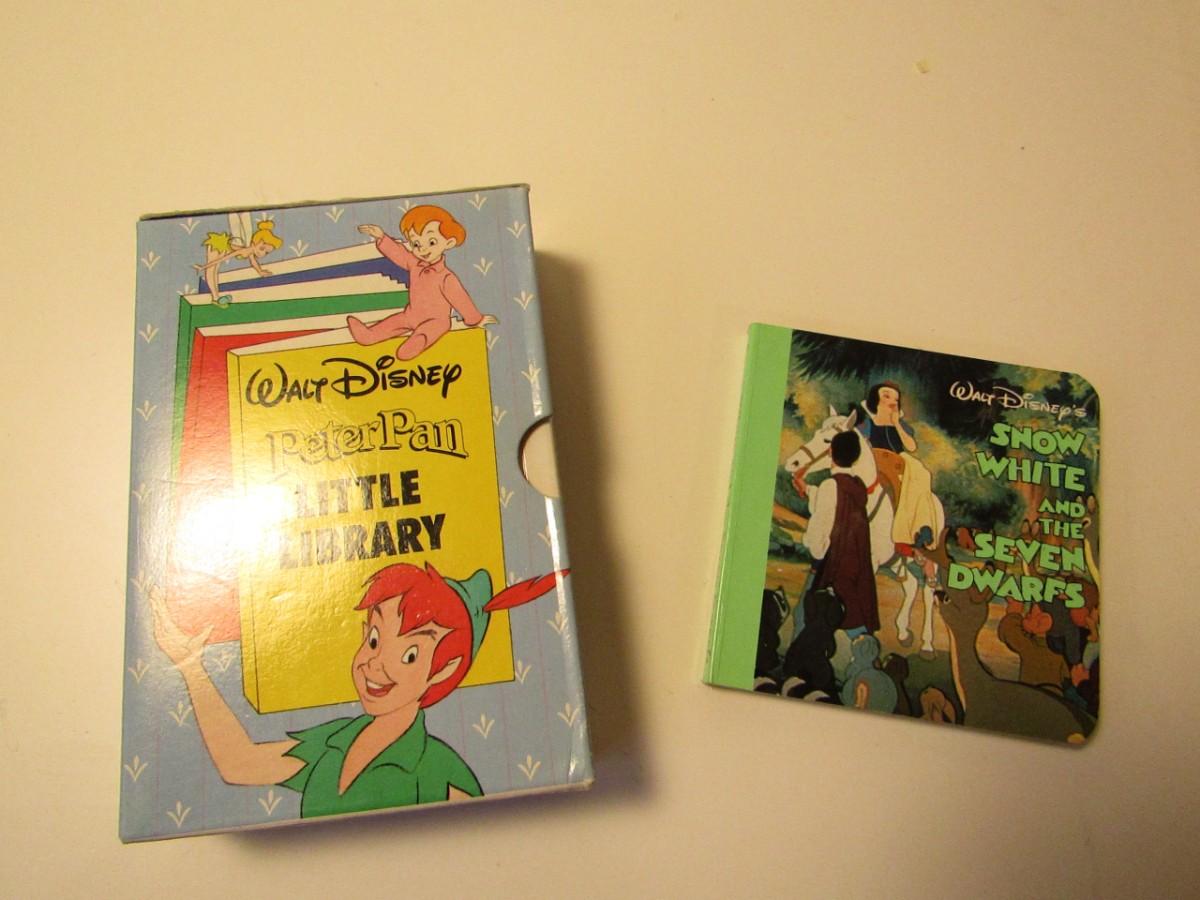 WALT DISNEY
Peter Pan
LITTLE
LIBRARY
WALT DISNEY'S
SNOW
WHITE
AND
THE
SEVEN
DWARFS